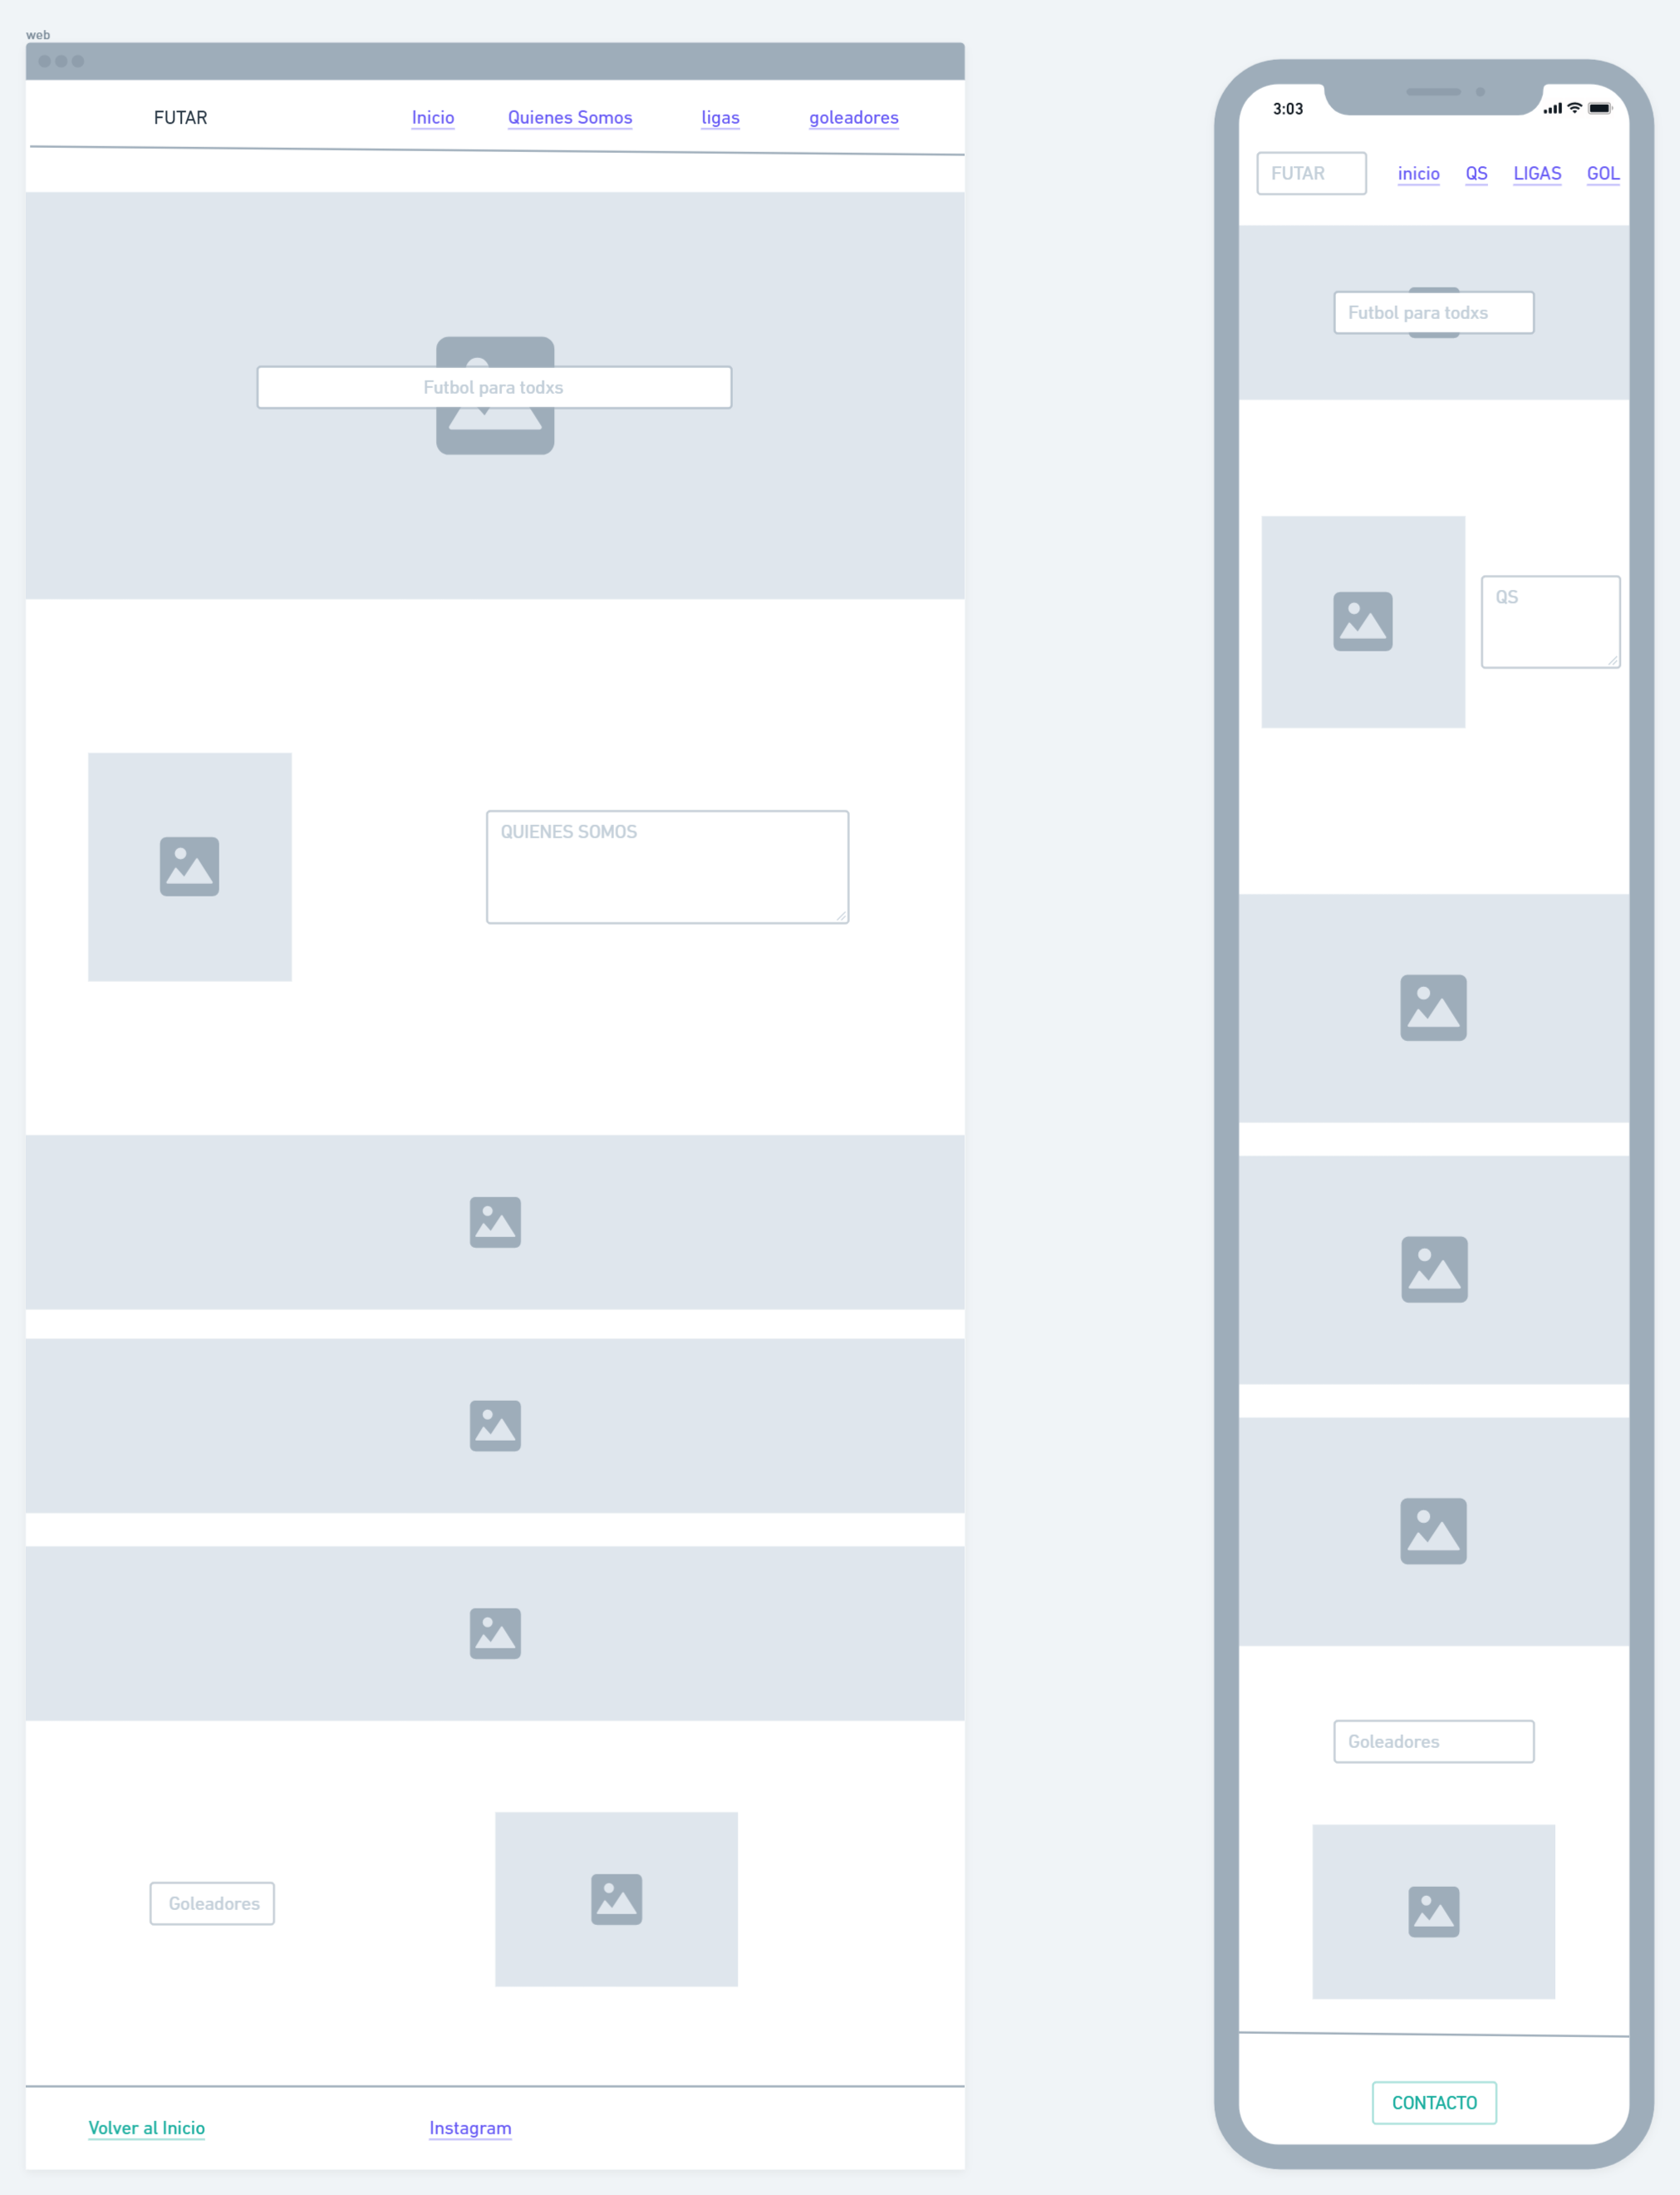 web
FUTAR
Inicio
Quienes Somos
ligas
goleadores
Futbol para todxs
QUIENES SOMOS
Goleadores
Volver al Inicio
Instagram
3:03
FUTAR
inicio
QS
LIGAS
GOL
Futbol para todxs
QS
Goleadores
CONTACTO